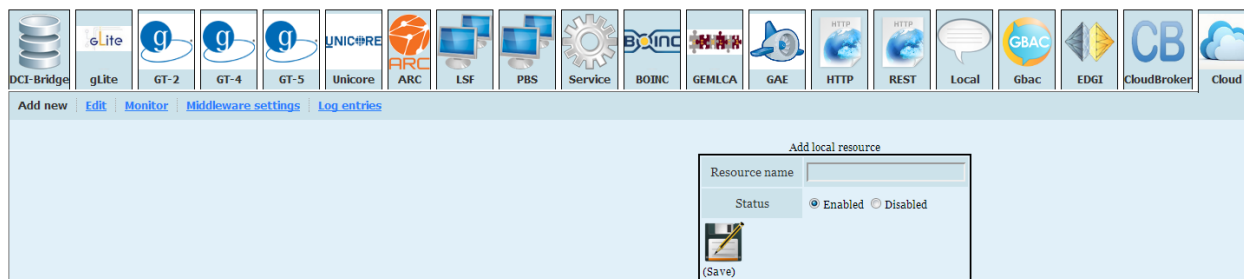 gLite g g g UNIC⊕RE ARC BOINC HTTP HTTP GBAC CB
DCI-Bridge gLite GT-2 GT-4 GT-5 Unicore ARC LSF PBS Service BOINC GEMLCA GAE HTTP REST Local Gbac EDGI CloudBroker Cloud
Add new Edit Monitor Middleware settings Log entries
Add local resource
Resource name
Status Enabled Disabled
(Save)